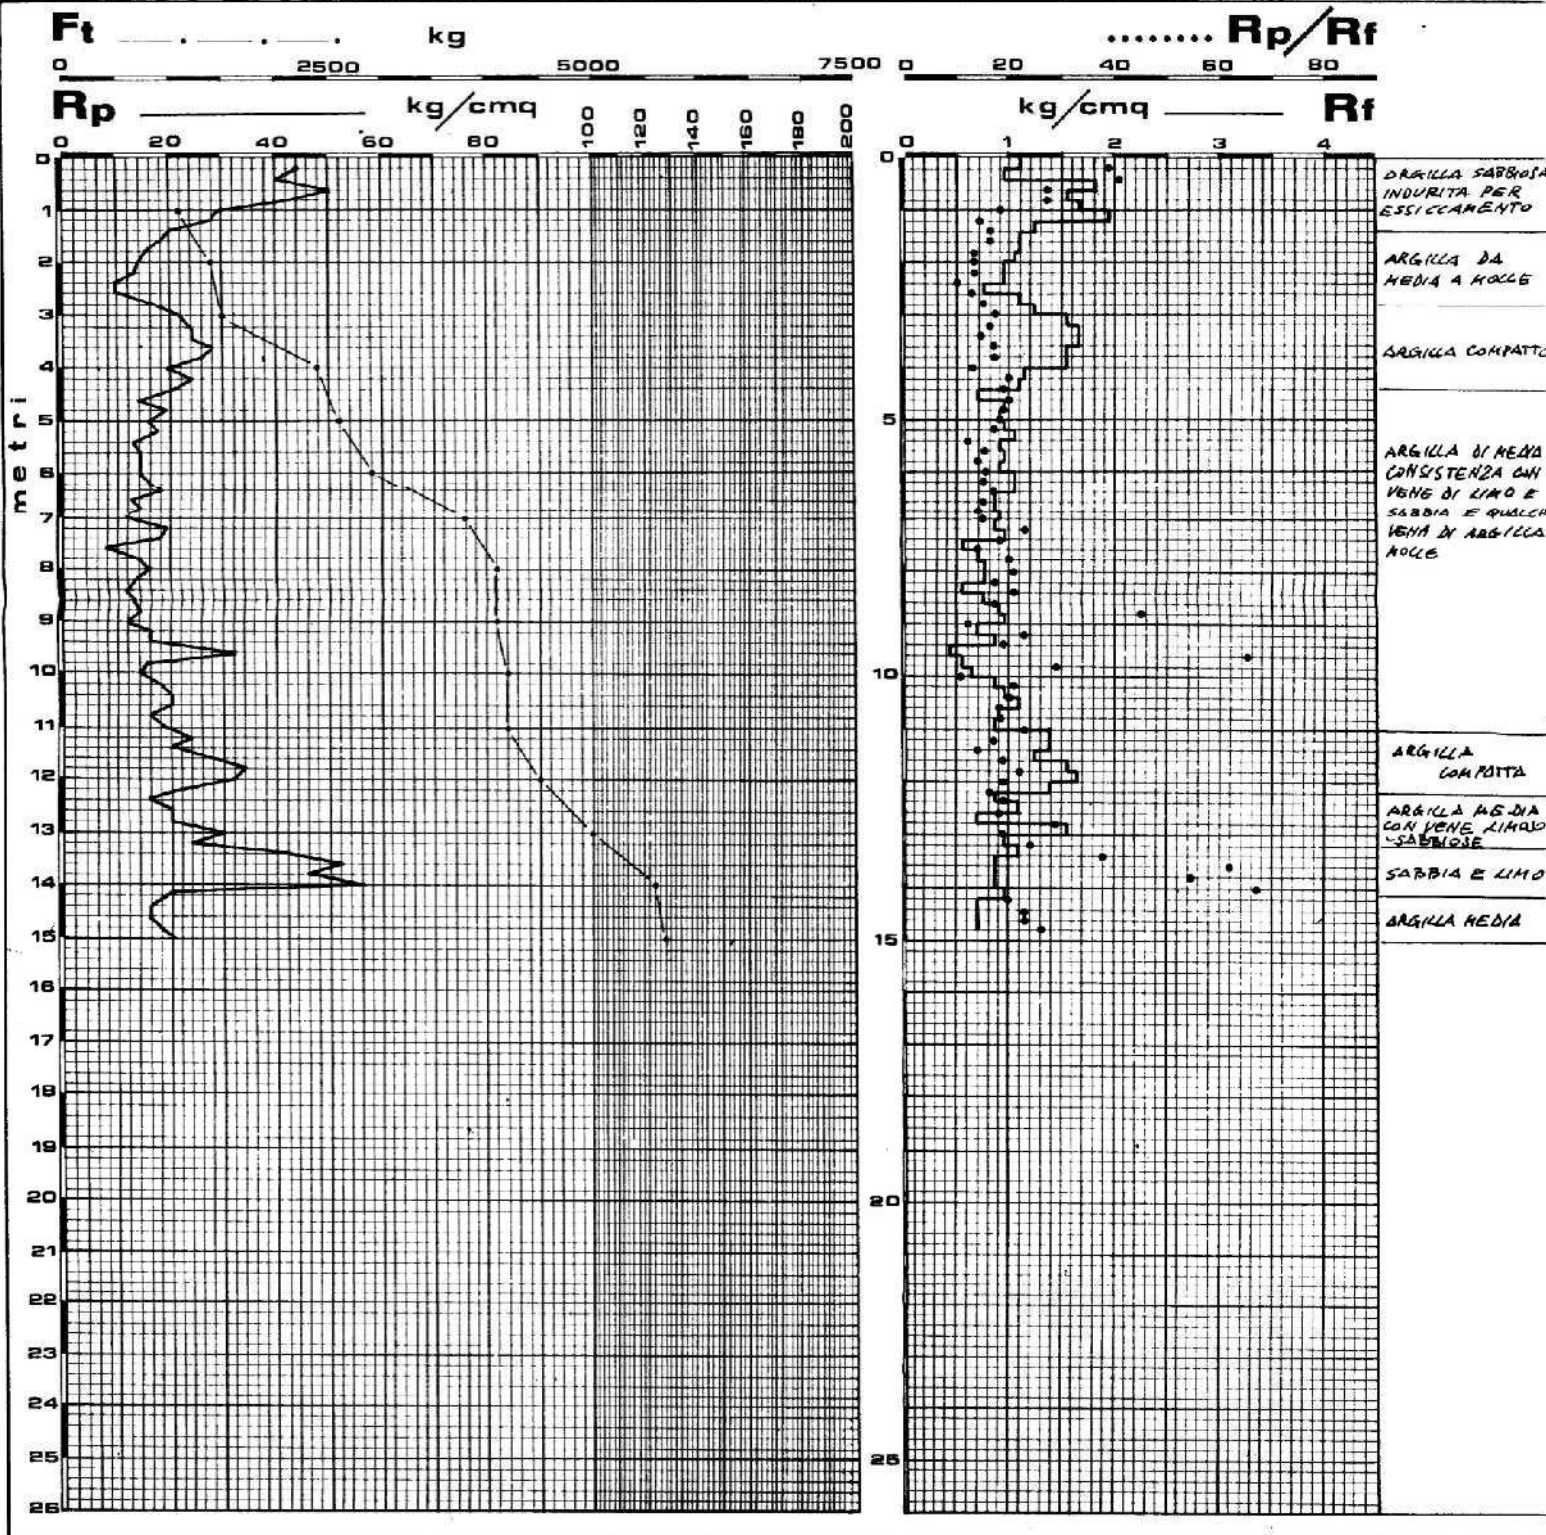 Ft kg
0 2500 5000 7500
Rp kg/cmq
0 20 40 60 80 100 120 140 160 180 200
metri
0
1
2
3
4
5
6
7
8
9
10
11
12
13
14
15
16
17
18
19
20
21
22
23
24
25
26
Rp/Rf
0 20 40 60 80
kg/cmq Rf
0 1 2 3 4
0
5
10
15
20
25
ARGILLA SABBIOSA
INDURITA PER
ESSICCAMENTO
ARGILLA DA
MEDIA A MOLLE
ARGILLA COMPATTA
ARGILLA DI MEDIA
CONSISTENZA CON
VENE DI LIMO E
SABBIA E QUALCH
VENA DI ARGILLA
MOLLE
ARGILLA
COMPATTA
ARGILLA MEDIA
CON VENE LIMOSO
-SABBIOSE
SABBIA E LIMO
ARGILLA MEDIA